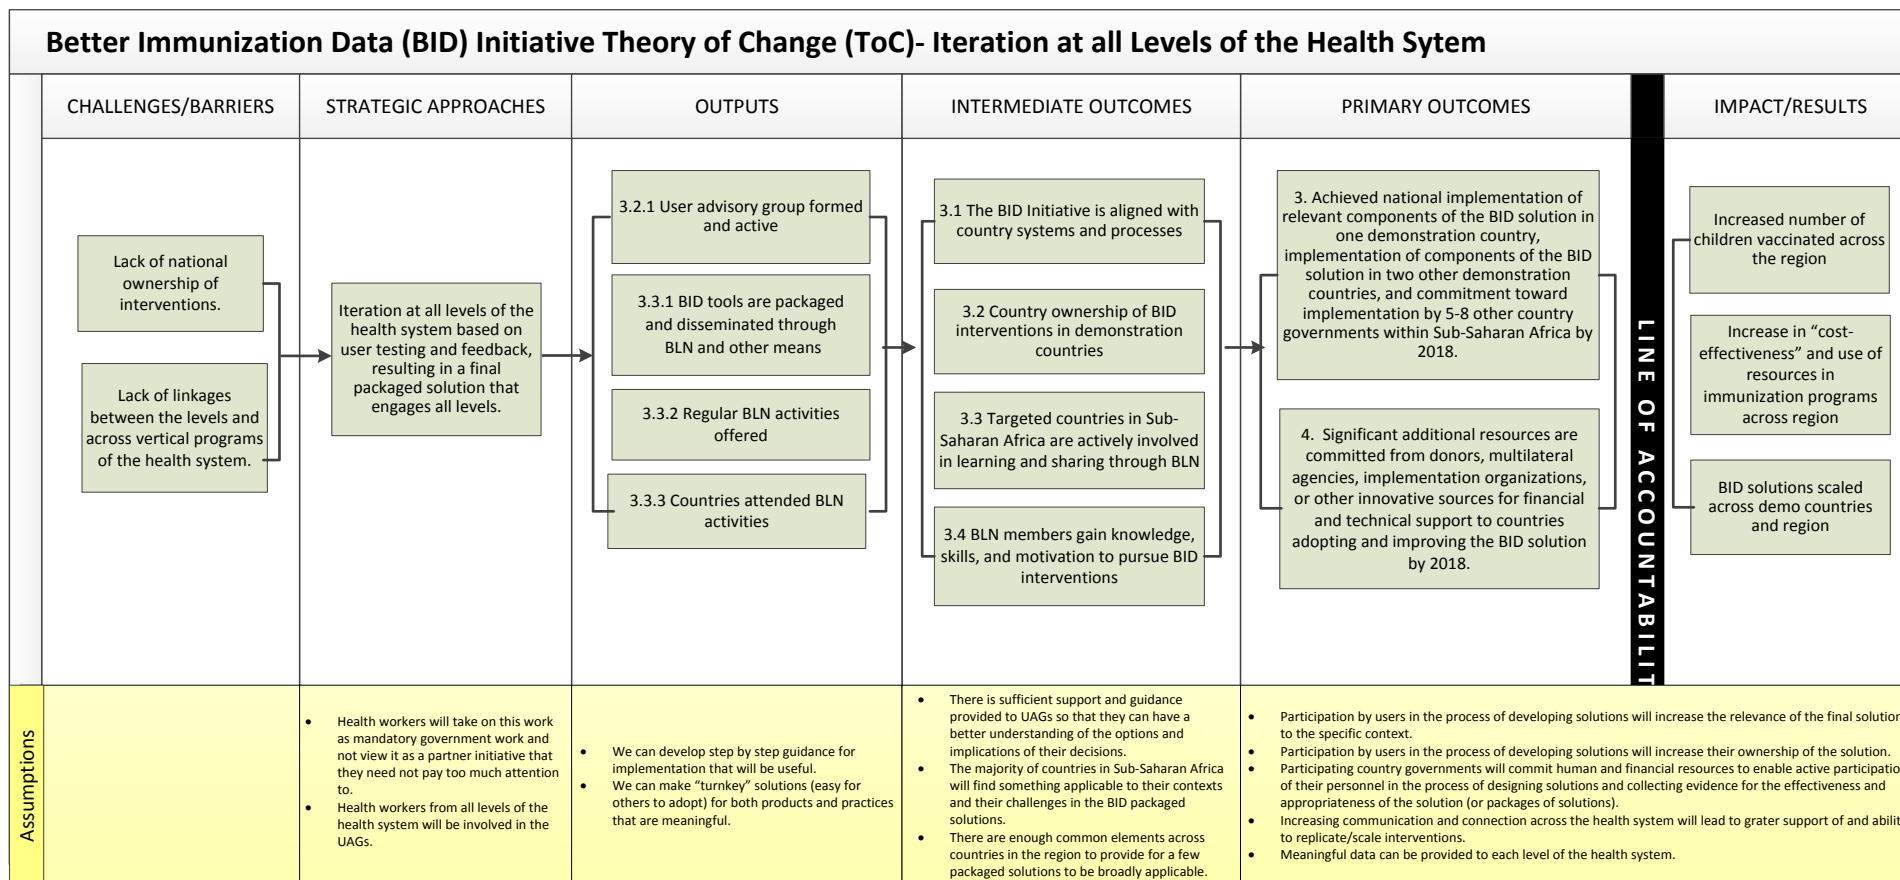 Better Immunization Data (BID) Initiative Theory of Change (ToC)- Iteration at all Levels of the Health Sytem
CHALLENGES/BARRIERS
STRATEGIC APPROACHES
OUTPUTS
INTERMEDIATE OUTCOMES
PRIMARY OUTCOMES
IMPACT/RESULTS
Lack of national
ownership of
interventions.
Lack of linkages
between the levels and
across vertical programs
of the health system.
Iteration at all levels of the
health system based on
user testing and feedback,
resulting in a final
packaged solution that
engages all levels.
3.2.1 User advisory group formed
and active
3.3.1 BID tools are packaged
and disseminated through
BLN and other means
3.3.2 Regular BLN activities
offered
3.3.3 Countries attended BLN
activities
3.1 The BID Initiative is aligned with
country systems and processes
3.2 Country ownership of BID
interventions in demonstration
countries
3.3 Targeted countries in Sub-
Saharan Africa are actively involved
in learning and sharing through BLN
3.4 BLN members gain knowledge,
skills, and motivation to pursue BID
interventions
3. Achieved national implementation of
relevant components of the BID solution in
one demonstration country,
implementation of components of the BID
solution in two other demonstration
countries, and commitment toward
implementation by 5-8 other country
governments within Sub-Saharan Africa by
2018.
4. Significant additional resources are
committed from donors, multilateral
agencies, implementation organizations,
or other innovative sources for financial
and technical support to countries
adopting and improving the BID solution
by 2018.
LINE OF ACCOUNTABILIT
Increased number of
children vaccinated across
the region
Increase in “cost-
effectiveness” and use of
resources in
immunization programs
across region
BID solutions scaled
across demo countries
and region
Assumptions
• Health workers will take on this work
as mandatory government work and
not view it as a partner initiative that
they need not pay too much attention
to.
• Health workers from all levels of the
health system will be involved in the
UAGs.
• We can develop step by step guidance for
implementation that will be useful.
• We can make “turnkey” solutions (easy for
others to adopt) for both products and practices
that are meaningful.
• There is sufficient support and guidance
provided to UAGs so that they can have a
better understanding of the options and
implications of their decisions.
• The majority of countries in Sub-Saharan Africa
will find something applicable to their contexts
and their challenges in the BID packaged
solutions.
• There are enough common elements across
countries in the region to provide for a few
packaged solutions to be broadly applicable.
• Participation by users in the process of developing solutions will increase the relevance of the final solution
to the specific context.
• Participation by users in the process of developing solutions will increase their ownership of the solution.
• Participating country governments will commit human and financial resources to enable active participatio
of their personnel in the process of designing solutions and collecting evidence for the effectiveness and
appropriateness of the solution (or packages of solutions).
• Increasing communication and connection across the health system will lead to grater support of and abilit
to replicate/scale interventions.
• Meaningful data can be provided to each level of the health system.